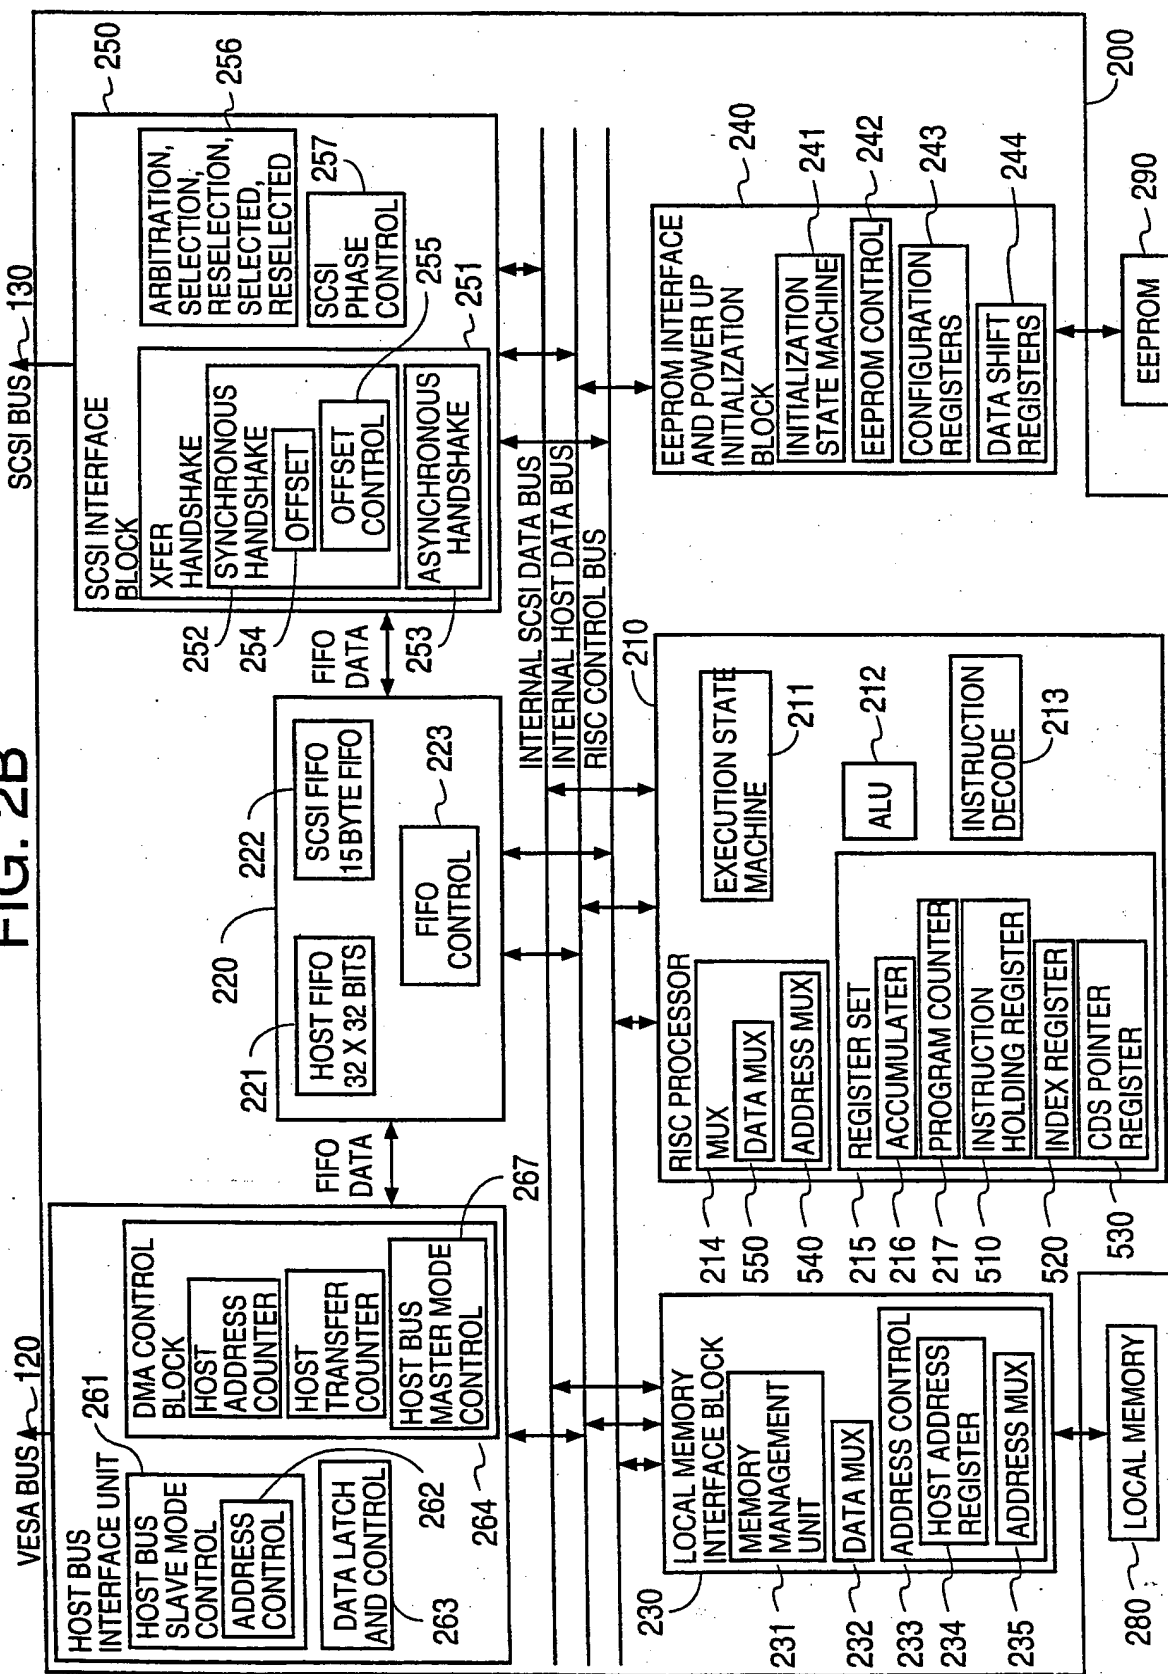 FIG. 2B
VESA BUS
120
SCSI BUS
130
HOST BUS
INTERFACE UNIT
261
HOST BUS
SLAVE MODE
CONTROL
ADDRESS
CONTROL
262
DATA LATCH
AND CONTROL
263
264
DMA CONTROL
BLOCK
HOST
ADDRESS
COUNTER
HOST
TRANSFER
COUNTER
HOST BUS
MASTER MODE
CONTROL
267
FIFO
DATA
220
221
HOST FIFO
32 X 32 BITS
222
SCSI FIFO
15 BYTE FIFO
FIFO
CONTROL
223
FIFO
DATA
SCSI INTERFACE
BLOCK
250
XFER
HANDSHAKE
SYNCHRONOUS
HANDSHAKE
OFFSET
OFFSET
CONTROL
ASYNCHRONOUS
HANDSHAKE
252
254
253
255
251
ARBITRATION,
SELECTION,
RESELECTION,
SELECTED,
RESELECTED
256
SCSI
PHASE
CONTROL
257
INTERNAL SCSI DATA BUS
INTERNAL HOST DATA BUS
RISC CONTROL BUS
LOCAL MEMORY
INTERFACE BLOCK
230
MEMORY
MANAGEMENT
UNIT
231
DATA MUX
232
ADDRESS CONTROL
233
HOST ADDRESS
REGISTER
234
ADDRESS MUX
235
LOCAL MEMORY
280
RISC PROCESSOR
210
MUX
214
DATA MUX
550
ADDRESS MUX
540
REGISTER SET
215
ACCUMULATER
216
PROGRAM COUNTER
217
INSTRUCTION
HOLDING REGISTER
510
INDEX REGISTER
520
CDS POINTER
REGISTER
530
EXECUTION STATE
MACHINE
211
ALU
212
INSTRUCTION
DECODE
213
EEPROM INTERFACE
AND POWER UP
INITIALIZATION
BLOCK
240
INITIALIZATION
STATE MACHINE
241
EEPROM CONTROL
242
CONFIGURATION
REGISTERS
243
DATA SHIFT
REGISTERS
244
EEPROM
290
200